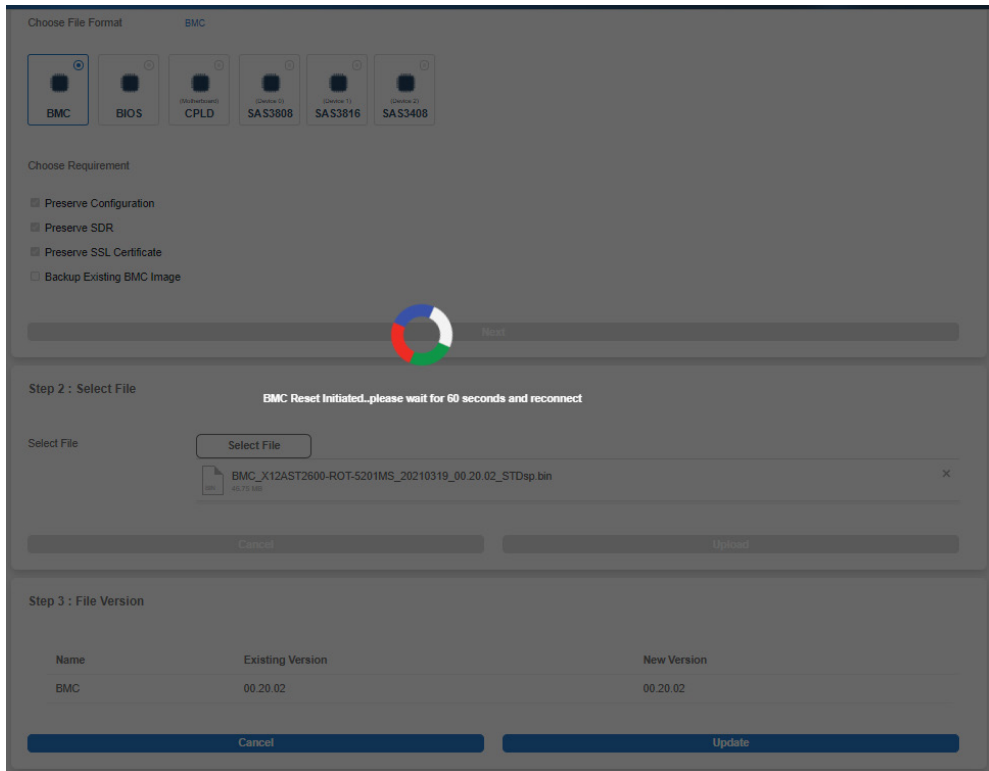 Choose File Format BMC
(Motherboard) (Device 0) (Device 1) (Device 2)
BMC BIOS CPLD SAS3808 SAS3816 SAS3408
Choose Requirement
Preserve Configuration
Preserve SDR
Preserve SSL Certificate
Backup Existing BMC Image
Next
Step 2 : Select File
BMC Reset Initiated..please wait for 60 seconds and reconnect
Select File Select File
BMC_X12AST2600-ROT-5201MS_20210319_00.20.02_STDsp.bin
Cancel Upload
Step 3 : File Version
Name Existing Version New Version
BMC 00.20.02 00.20.02
Cancel Update